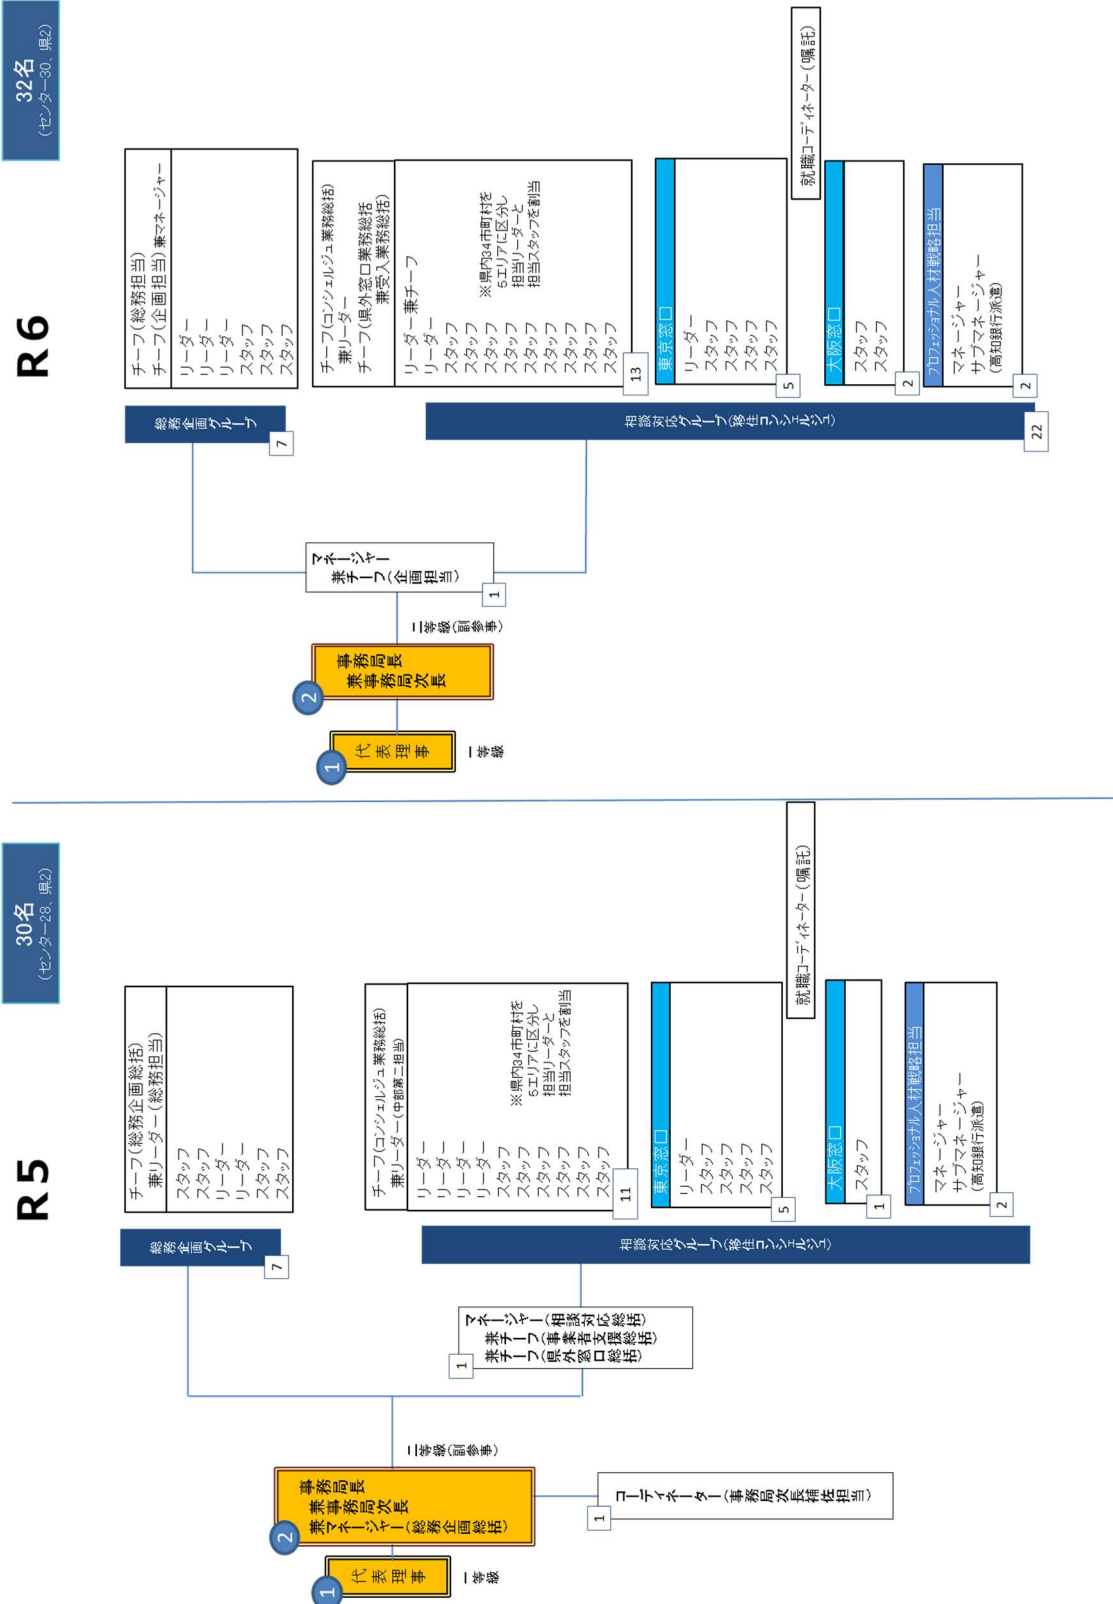 R5
30名
(センター28、県2)
1
代表理事
一等級
2
事務局長
兼事務局次長
兼マネージャー(総務企画総括)
二等級(副参事)
1
コーディネーター(事務局次長補佐担当)
1
マネージャー(相談対応総括)
兼チーフ(事業者支援総括)
兼チーフ(県外窓口総括)
総務企画グループ
7
チーフ(総務企画総括)
兼リーダー(総務担当)
スタッフ
スタッフ
リーダー
リーダー
スタッフ
スタッフ
相談対応グループ(移住コンシェルジュ)
チーフ(コンシェルジュ業務総括)
兼リーダー(中部第二担当)
リーダー
リーダー
リーダー
リーダー
スタッフ
スタッフ
スタッフ
スタッフ
スタッフ
スタッフ
※県内34市町村を
5エリアに区分し
担当リーダーと
担当スタッフを割当
11
東京窓口
リーダー
スタッフ
スタッフ
スタッフ
スタッフ
5
就職コーディネーター(嘱託)
大阪窓口
スタッフ
1
プロフェッショナル人材戦略担当
マネージャー
サブマネージャー
(高知銀行派遣)
2
R6
32名
(センター30、県2)
1
代表理事
一等級
2
事務局長
兼事務局次長
二等級(副参事)
マネージャー
兼チーフ(企画担当)
1
総務企画グループ
7
チーフ(総務担当)
チーフ(企画担当)兼マネージャー
リーダー
リーダー
リーダー
スタッフ
スタッフ
スタッフ
相談対応グループ(移住コンシェルジュ)
22
チーフ(コンシェルジュ業務総括)
兼リーダー
チーフ(県外窓口業務総括
兼受入業務総括)
リーダー兼チーフ
リーダー
スタッフ
スタッフ
スタッフ
スタッフ
スタッフ
スタッフ
スタッフ
スタッフ
スタッフ
※県内34市町村を
5エリアに区分し
担当リーダーと
担当スタッフを割当
13
東京窓口
リーダー
スタッフ
スタッフ
スタッフ
スタッフ
5
就職コーディネーター(嘱託)
大阪窓口
スタッフ
スタッフ
2
プロフェッショナル人材戦略担当
マネージャー
サブマネージャー
(高知銀行派遣)
2